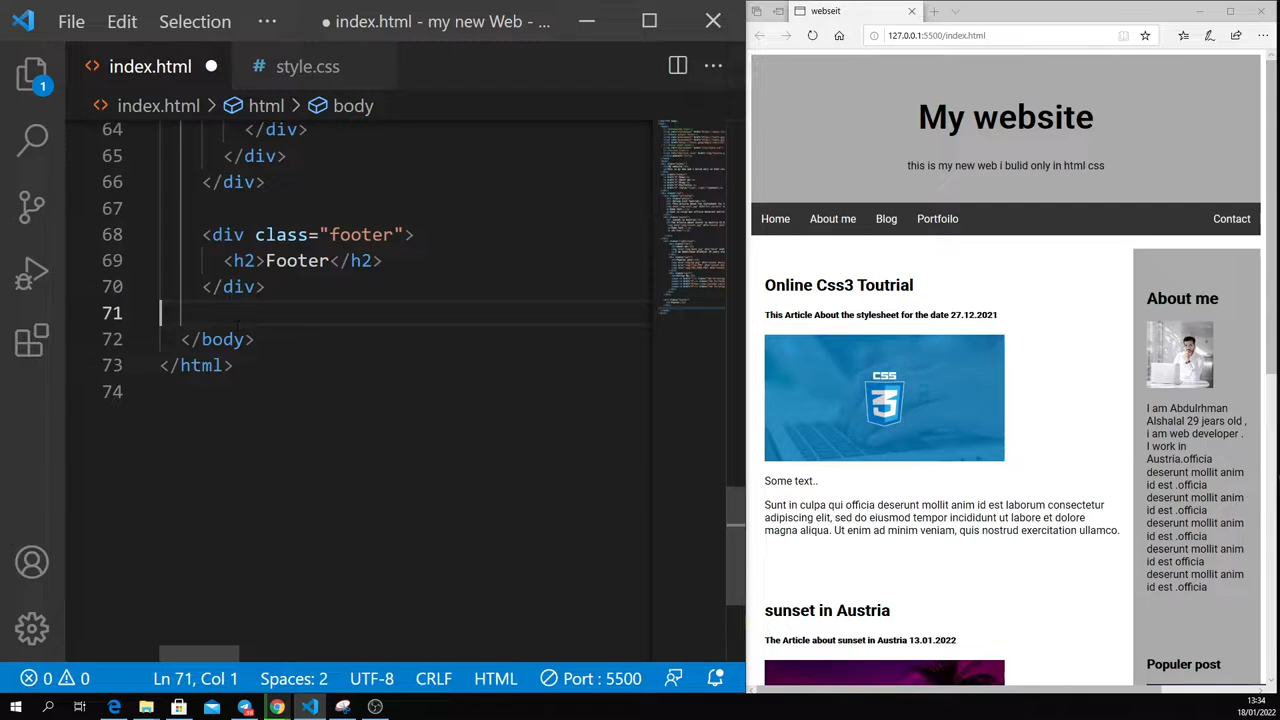 File Edit Selection ··· ● index.html - my new Web - ...
index.html ● # style.css ···
index.html > html > body
64 </div>
65 </div>
66 </div>
67
68 <div class="footer">
69 <h2>Footer</h2>
70 </div>
71
72 </body>
73 </html>
74
1
0 0 Ln 71, Col 1 Spaces: 2 UTF-8 CRLF HTML Port : 5500
webseit
127.0.0.1:5500/index.html
My website
this is my new web i bulid only in html css
Home About me Blog Portfoilo Contact
Online Css3 Toutrial
This Article About the stylesheet for the date 27.12.2021
CSS
3
Some text..
Sunt in culpa qui officia deserunt mollit anim id est laborum consectetur
adipiscing elit, sed do eiusmod tempor incididunt ut labore et dolore
magna aliqua. Ut enim ad minim veniam, quis nostrud exercitation ullamco.
sunset in Austria
The Article about sunset in Austria 13.01.2022
About me
I am Abdulrhman
Alshalal 29 jears old ,
i am web developer .
I work in
Austria.officia
deserunt mollit anim
id est .officia
deserunt mollit anim
id est .officia
deserunt mollit anim
id est .officia
deserunt mollit anim
id est officia
deserunt mollit anim
id est .officia
Populer post
13:34
18/01/2022